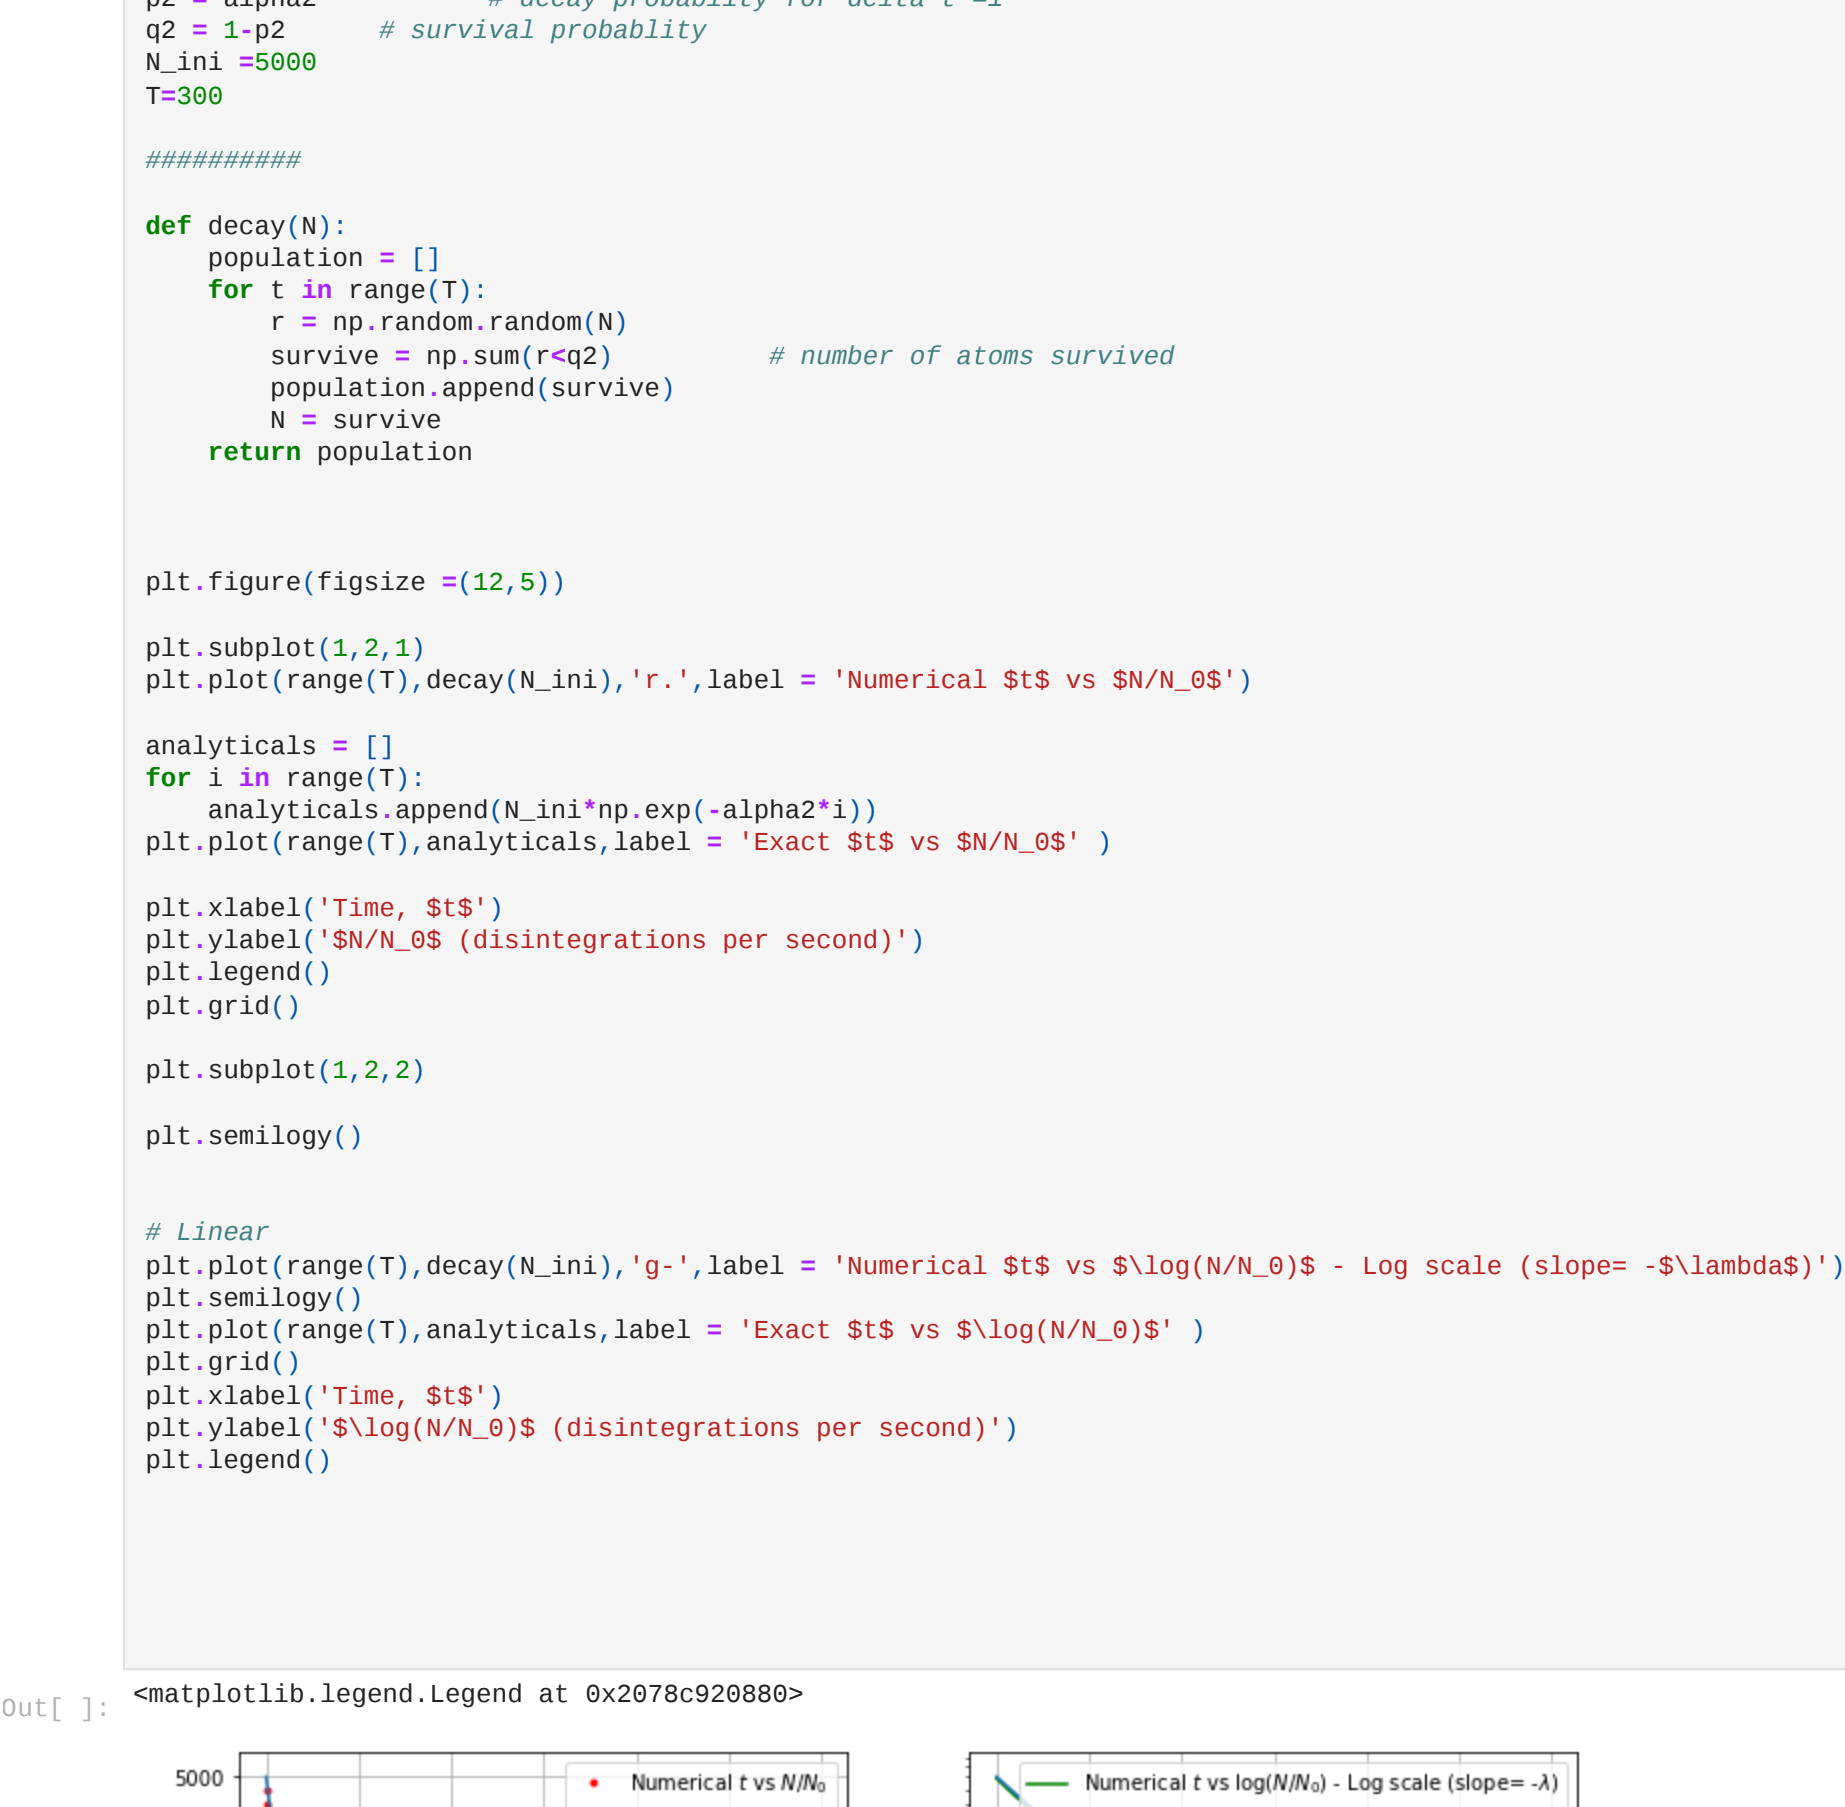 p2 = alpha2           # decay probablity for delta t =1
q2 = 1-p2      # survival probablity
N_ini =5000
T=300
##########
def decay(N):
    population = []
    for t in range(T):
        r = np.random.random(N)
        survive = np.sum(r<q2)          # number of atoms survived
        population.append(survive)
        N = survive
    return population
plt.figure(figsize =(12,5))
plt.subplot(1,2,1)
plt.plot(range(T),decay(N_ini),'r.',label = 'Numerical $t$ vs $N/N_0$')
analyticals = []
for i in range(T):
    analyticals.append(N_ini*np.exp(-alpha2*i))
plt.plot(range(T),analyticals,label = 'Exact $t$ vs $N/N_0$' )
plt.xlabel('Time, $t$')
plt.ylabel('$N/N_0$ (disintegrations per second)')
plt.legend()
plt.grid()
plt.subplot(1,2,2)
plt.semilogy()
# Linear
plt.plot(range(T),decay(N_ini),'g-',label = 'Numerical $t$ vs $\log(N/N_0)$ - Log scale (slope= -$\lambda$)')
plt.semilogy()
plt.plot(range(T),analyticals,label = 'Exact $t$ vs $\log(N/N_0)$' )
plt.grid()
plt.xlabel('Time, $t$')
plt.ylabel('$\log(N/N_0)$ (disintegrations per second)')
plt.legend()
Out[ ]: <matplotlib.legend.Legend at 0x2078c920880>
5000
Numerical t vs N/N₀
Numerical t vs log(N/N₀) - Log scale (slope= -λ)